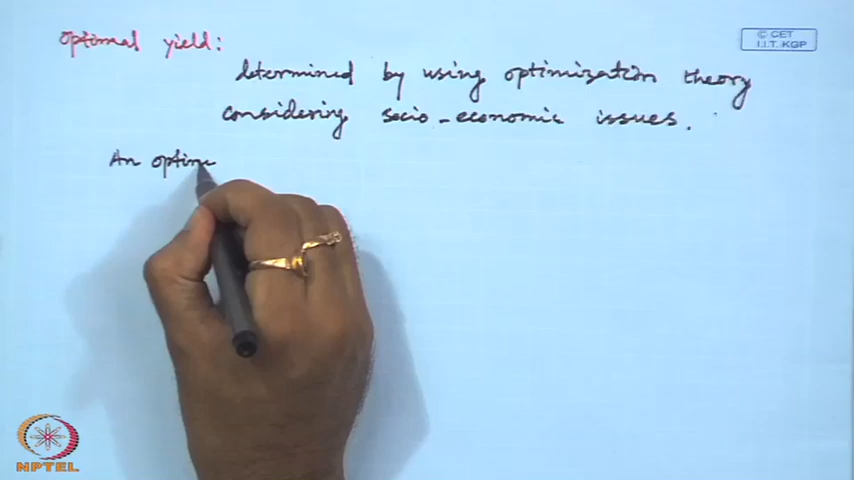 Optimal yield:
© CET
I.I.T. KGP
determined by using optimization theory
considering socio-economic issues.
An optim
NPTEL